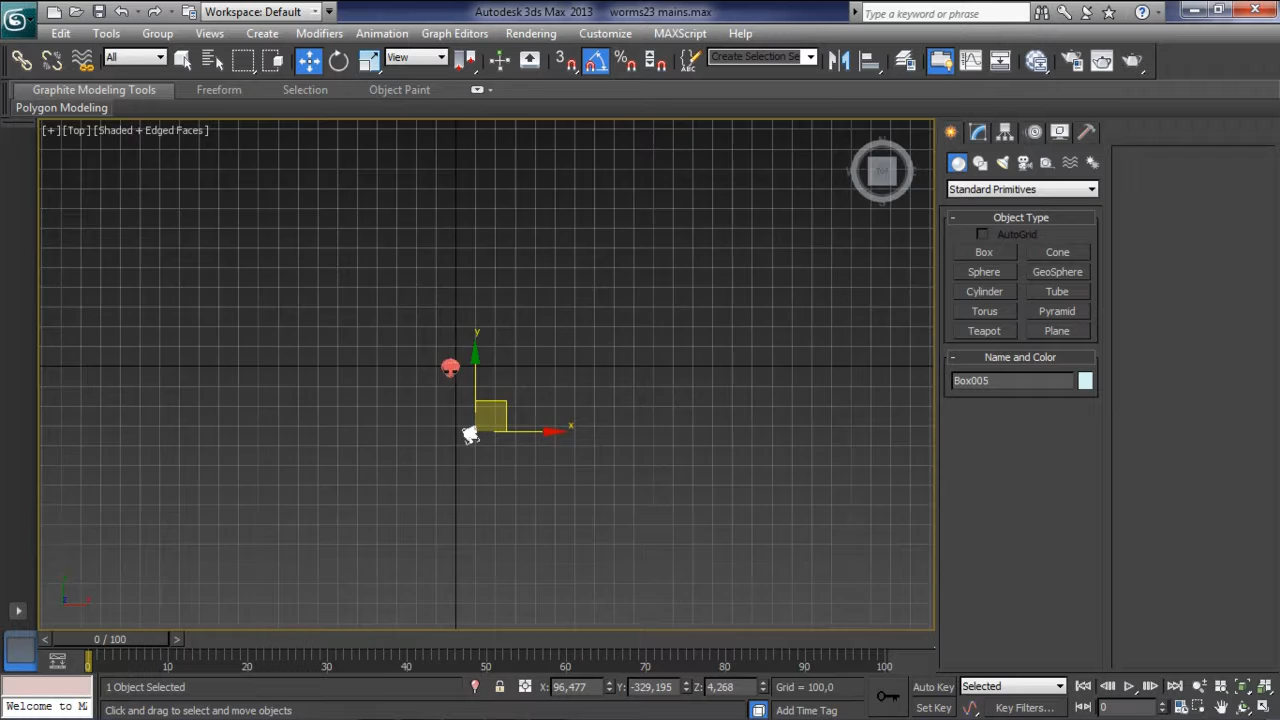 Workspace: Default
Autodesk 3ds Max 2013 worms23 mains.max
Type a keyword or phrase
Edit Tools Group Views Create Modifiers Animation Graph Editors Rendering Customize MAXScript Help
All View 3 Create Selection Se
Graphite Modeling Tools Freeform Selection Object Paint
Polygon Modeling
[+] [Top] [Shaded + Edged Faces ]
TOP
Standard Primitives
- Object Type
AutoGrid
Box Cone
Sphere GeoSphere
Cylinder Tube
Torus Pyramid
Teapot Plane
- Name and Color
Box005
y
x
< 0 / 100 >
0 10 20 30 40 50 60 70 80 90 100
1 Object Selected X: 96,477 Y: -329,195 Z: 4,268 Grid = 100,0 Auto Key Selected
Welcome to M Click and drag to select and move objects Add Time Tag Set Key Key Filters... 0